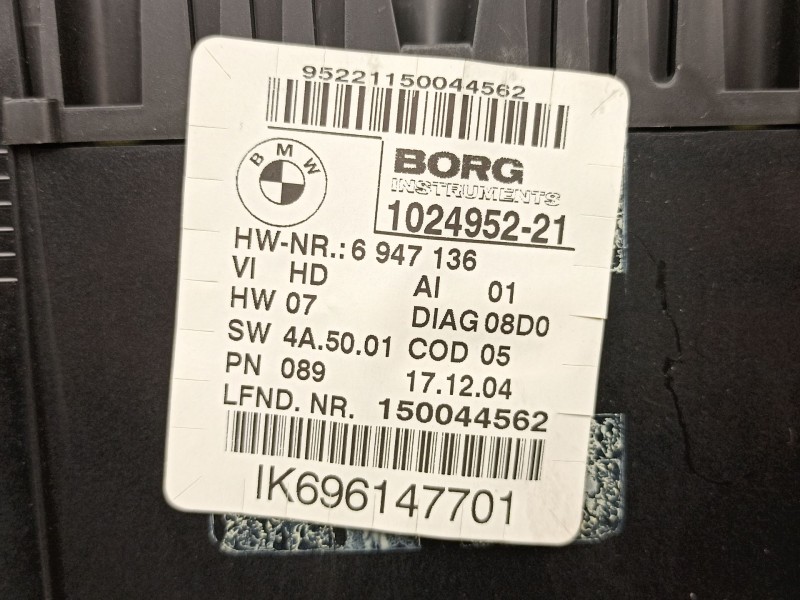 95221150044562
BMW
BORG
INSTRUMENTS
1024952-21
HW-NR.: 6 947 136
VI HD AI 01
HW 07 DIAG 08D0
SW 4A.50.01 COD 05
PN 089 17.12.04
LFND. NR. 150044562
IK696147701